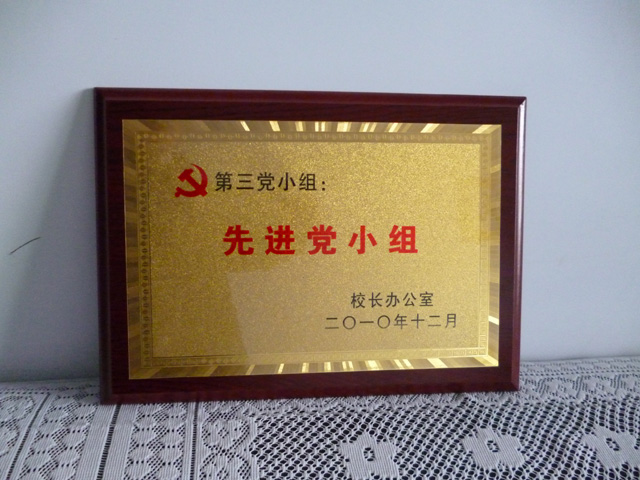 第三党小组：
先进党小组
校长办公室
二〇一〇年十二月